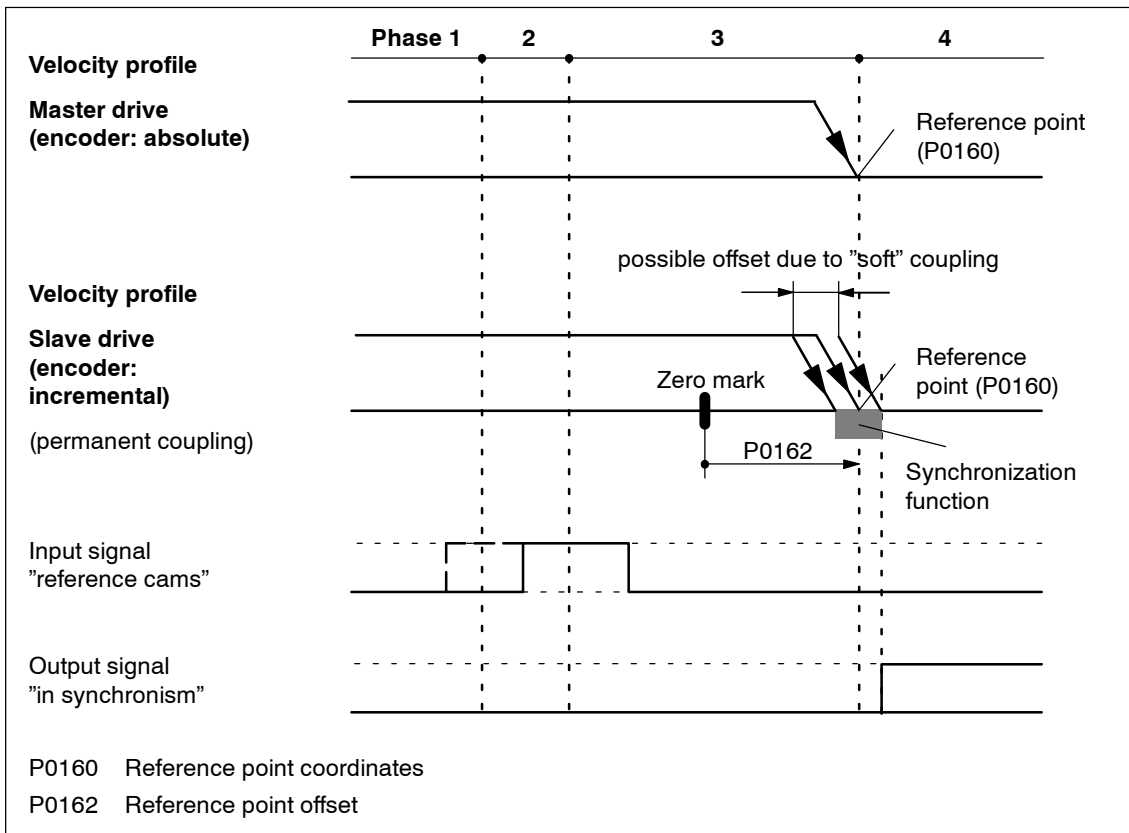 Phase 1 2 3 4
Velocity profile
Master drive
(encoder: absolute)
Reference point
(P0160)
possible offset due to ”soft” coupling
Velocity profile
Slave drive
(encoder:
incremental)
(permanent coupling)
Zero mark
Reference
point (P0160)
P0162
Synchronization
function
Input signal
”reference cams”
Output signal
”in synchronism”
P0160 Reference point coordinates
P0162 Reference point offset